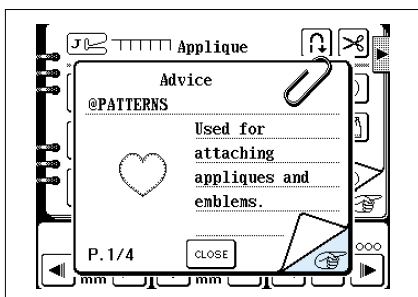 J Applique
Advice
@PATTERNS
Used for
attaching
appliques and
emblems.
P.1/4
CLOSE
mm mm